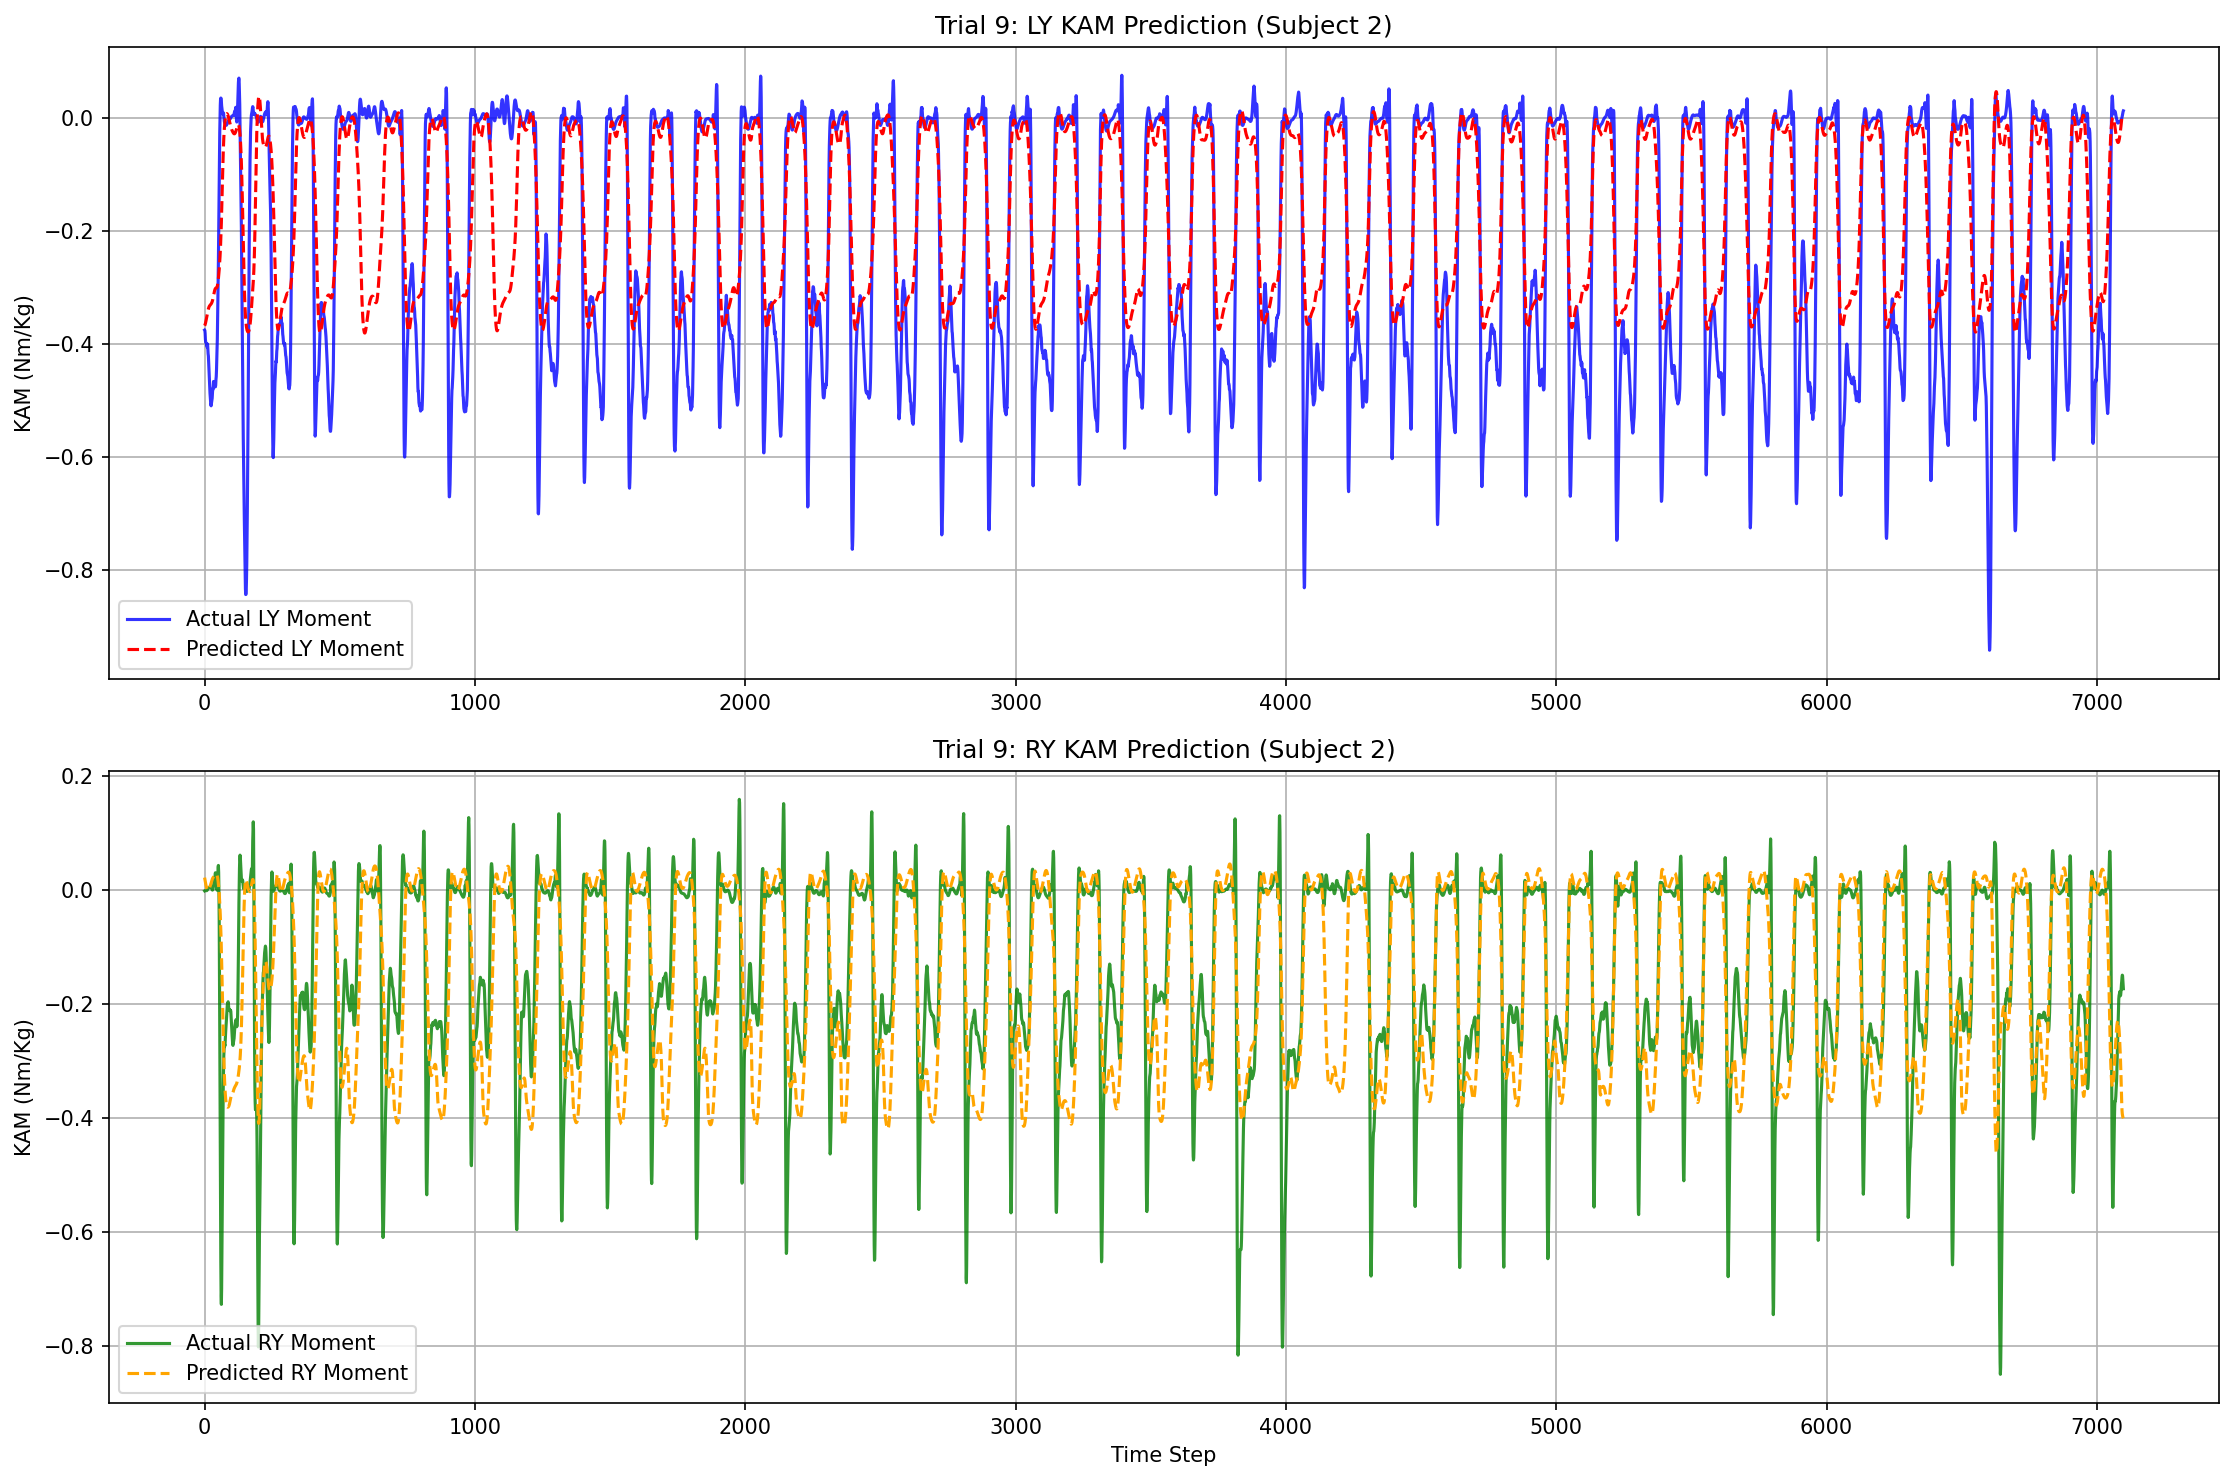 Trial 9: LY KAM Prediction (Subject 2)
KAM (Nm/Kg)
0.0
−0.2
−0.4
−0.6
−0.8
Actual LY Moment
Predicted LY Moment
0 1000 2000 3000 4000 5000 6000 7000
Trial 9: RY KAM Prediction (Subject 2)
KAM (Nm/Kg)
0.2
0.0
−0.2
−0.4
−0.6
−0.8
Actual RY Moment
Predicted RY Moment
0 1000 2000 3000 4000 5000 6000 7000
Time Step